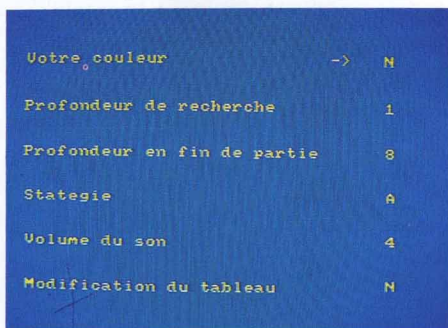 Votre couleur -> N
Profondeur de recherche 1
Profondeur en fin de partie 8
Stategie A
Volume du son 4
Modification du tableau N